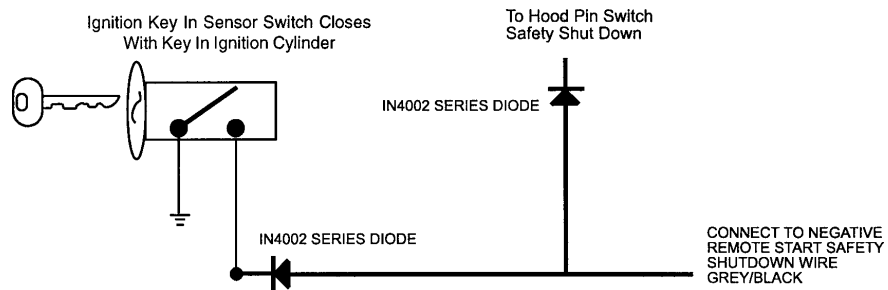 Ignition Key In Sensor Switch Closes
With Key In Ignition Cylinder
To Hood Pin Switch
Safety Shut Down
IN4002 SERIES DIODE
IN4002 SERIES DIODE
CONNECT TO NEGATIVE
REMOTE START SAFETY
SHUTDOWN WIRE
GREY/BLACK